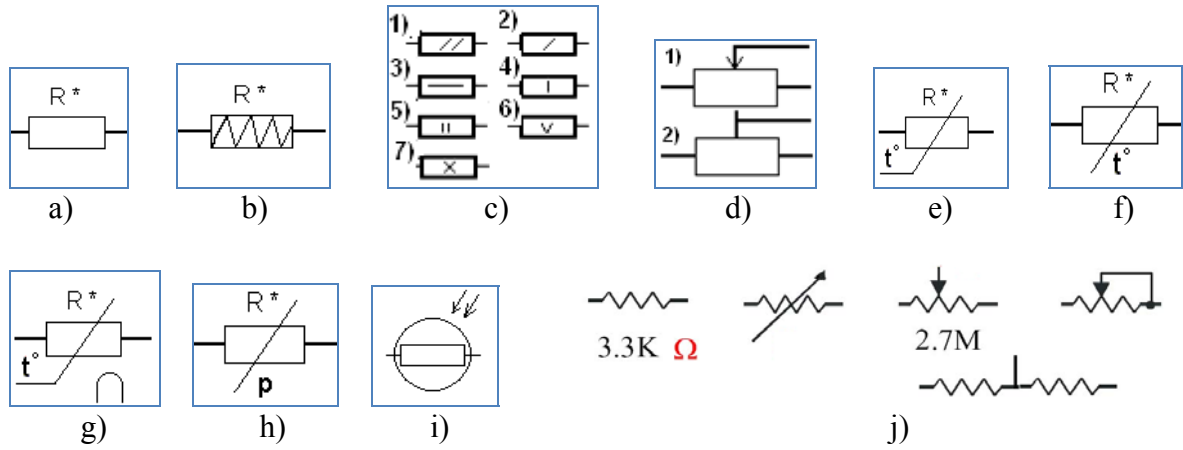 1) 2)
3) 4)
5) 6)
7)
1)
2)
R*
R*
R*
t°
R*
t°
a) b) c) d) e) f)
R*
t°
R*
p
3.3K Ω
2.7M
g) h) i) j)